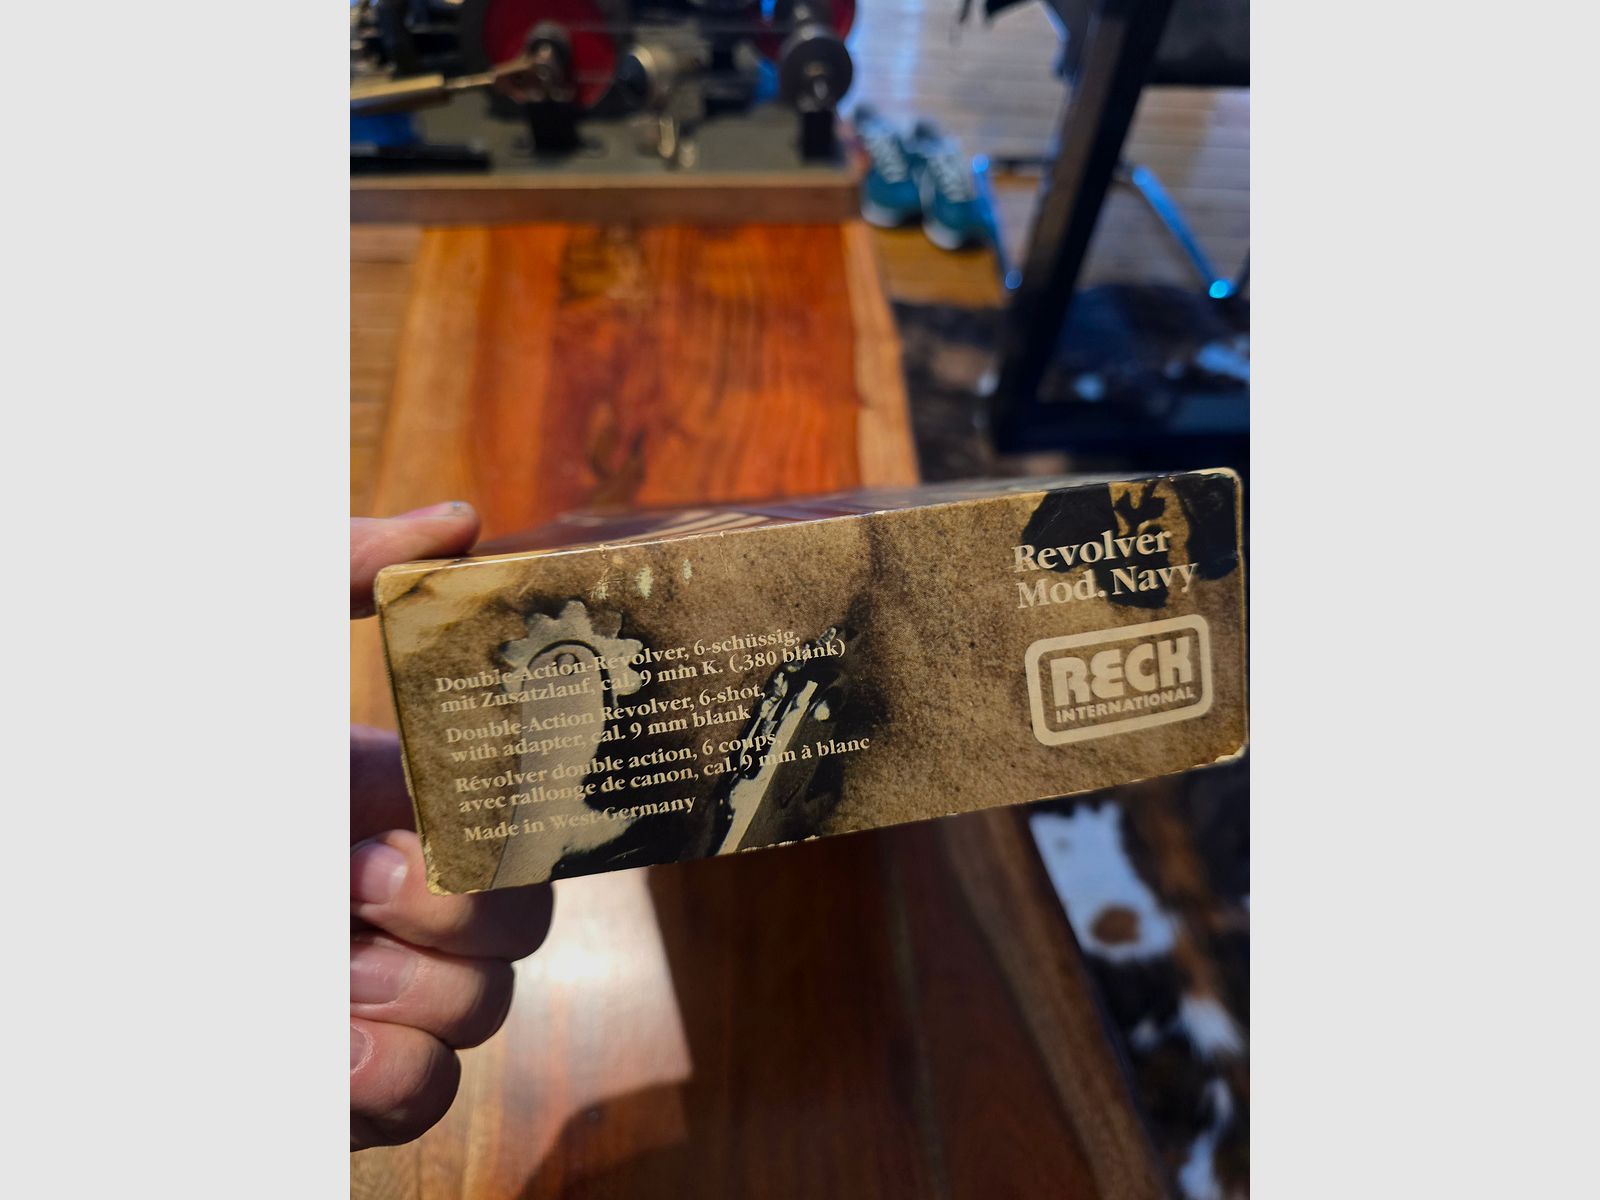 Revolver
Mod. Navy
RECK
INTERNATIONAL
Double-Action-Revolver, 6-schüssig,
mit Zusatzlauf, cal. 9 mm K. (.380 blank)
Double-Action Revolver, 6-shot,
with adapter, cal. 9 mm blank
Révolver double action, 6 coups,
avec rallonge de canon, cal. 9 mm à blanc
Made in West-Germany